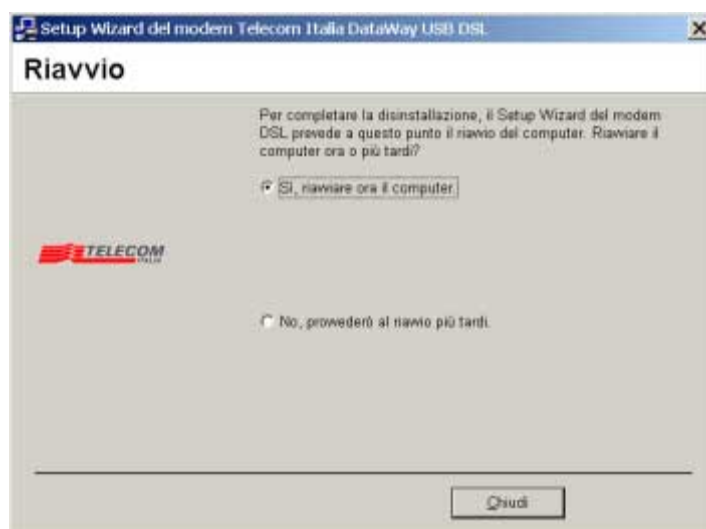 Setup Wizard del modem Telecom Italia DataWay USB DSL
Riavvio
Per completare la disinstallazione, il Setup Wizard del modem
DSL prevede a questo punto il riavvio del computer. Riavviare il
computer ora o più tardi?
Sì, riavviare ora il computer.
TELECOM
ITALIA
No, provvederò al riavvio più tardi.
Chiudi